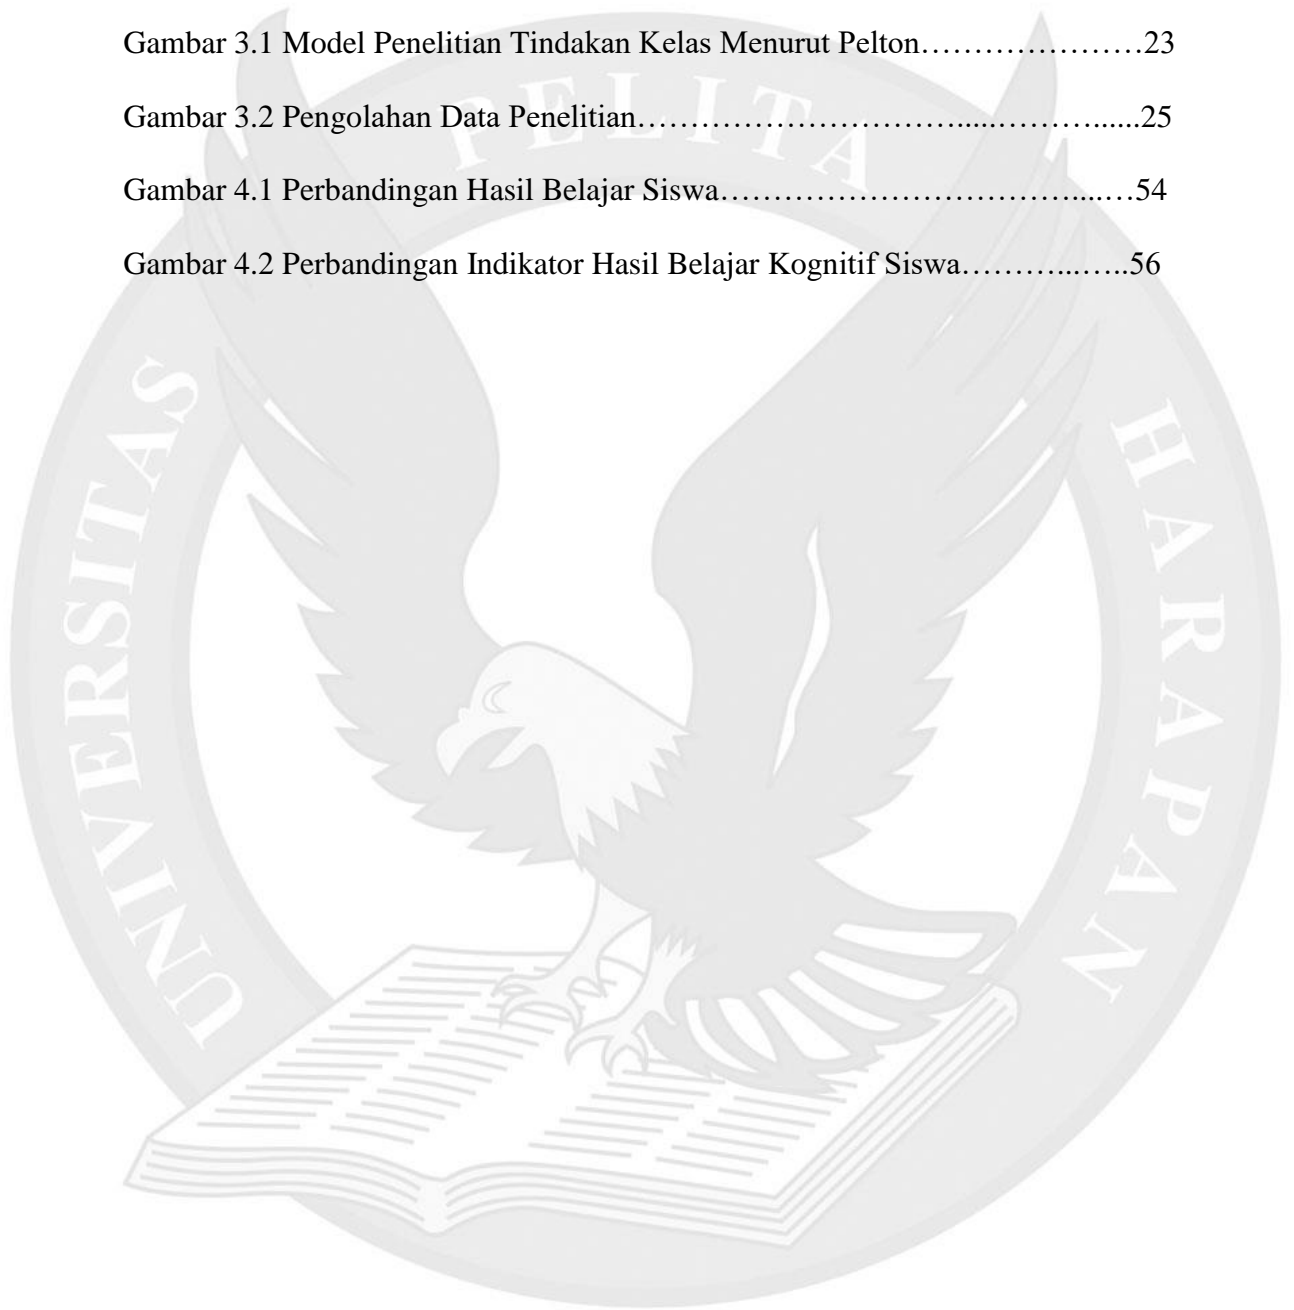 Gambar 3.1 Model Penelitian Tindakan Kelas Menurut Pelton…………………23
Gambar 3.2 Pengolahan Data Penelitian…………………………....………......25
Gambar 4.1 Perbandingan Hasil Belajar Siswa……………………………....…54
Gambar 4.2 Perbandingan Indikator Hasil Belajar Kognitif Siswa………...…..56
UNIVERSITAS PELITA HARAPAN